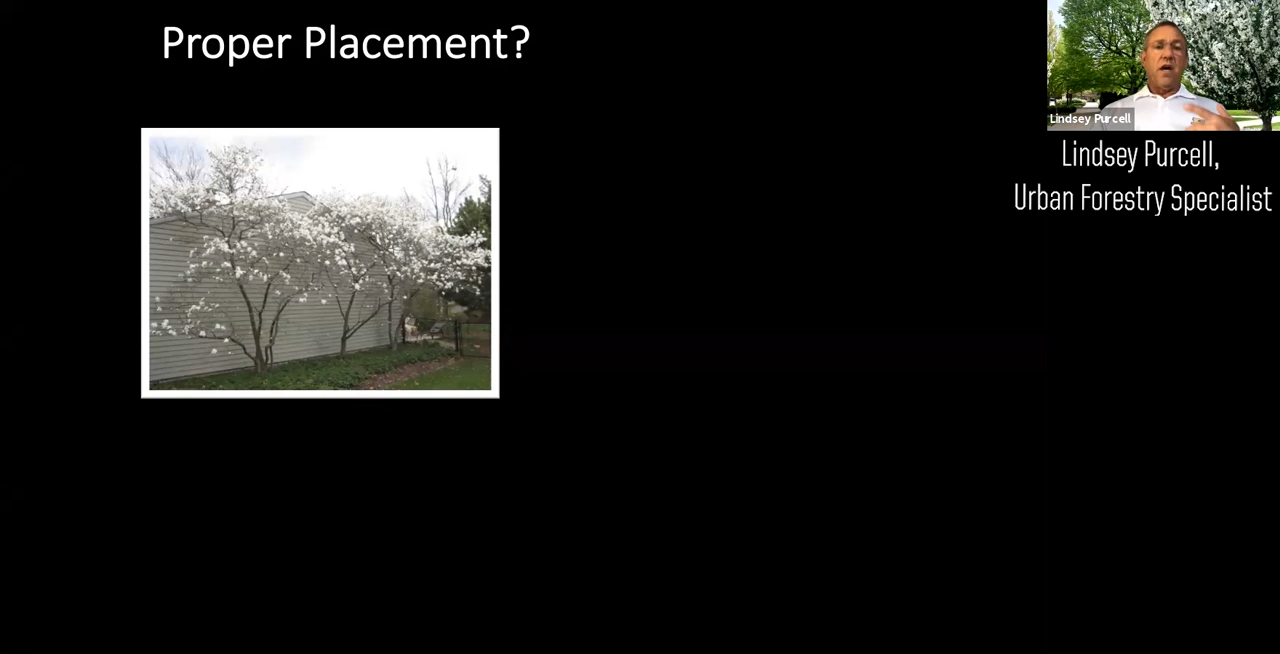 Proper Placement?
Lindsey Purcell
Lindsey Purcell,
Urban Forestry Specialist